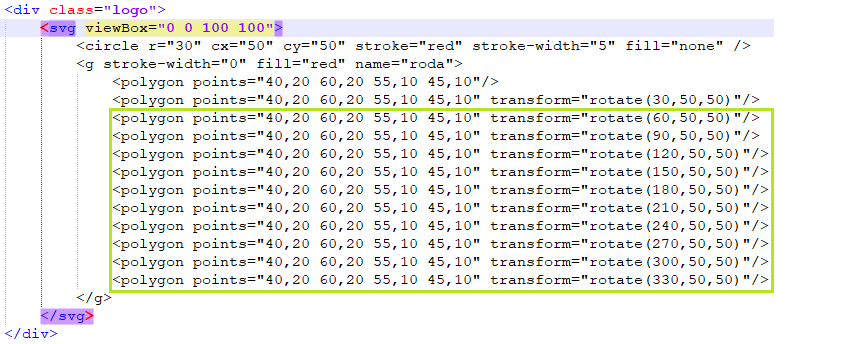 <div class="logo">
<svg viewBox="0 0 100 100">
<circle r="30" cx="50" cy="50" stroke="red" stroke-width="5" fill="none" />
<g stroke-width="0" fill="red" name="roda">
<polygon points="40,20 60,20 55,10 45,10"/>
<polygon points="40,20 60,20 55,10 45,10" transform="rotate(30,50,50)"/>
<polygon points="40,20 60,20 55,10 45,10" transform="rotate(60,50,50)"/>
<polygon points="40,20 60,20 55,10 45,10" transform="rotate(90,50,50)"/>
<polygon points="40,20 60,20 55,10 45,10" transform="rotate(120,50,50)"/>
<polygon points="40,20 60,20 55,10 45,10" transform="rotate(150,50,50)"/>
<polygon points="40,20 60,20 55,10 45,10" transform="rotate(180,50,50)"/>
<polygon points="40,20 60,20 55,10 45,10" transform="rotate(210,50,50)"/>
<polygon points="40,20 60,20 55,10 45,10" transform="rotate(240,50,50)"/>
<polygon points="40,20 60,20 55,10 45,10" transform="rotate(270,50,50)"/>
<polygon points="40,20 60,20 55,10 45,10" transform="rotate(300,50,50)"/>
<polygon points="40,20 60,20 55,10 45,10" transform="rotate(330,50,50)"/>
</g>
</svg>
</div>